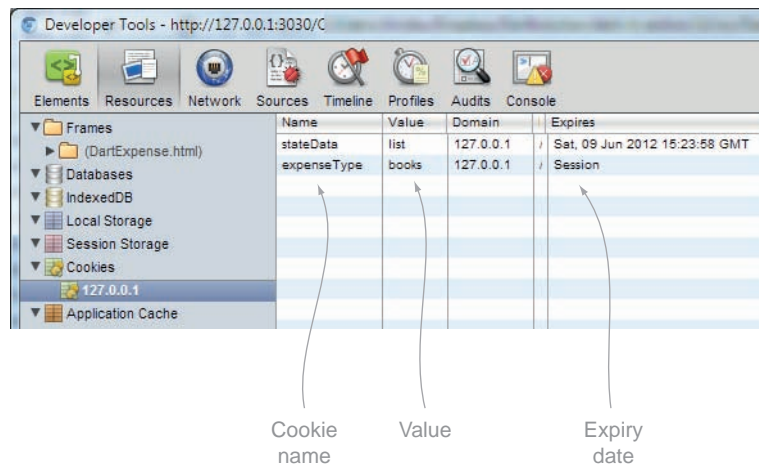 Developer Tools - http://127.0.0.1:3030/
Elements Resources Network Sources Timeline Profiles Audits Console
Frames
(DartExpense.html)
Databases
IndexedDB
Local Storage
Session Storage
Cookies
127.0.0.1
Application Cache
Name Value Domain Expires
stateData list 127.0.0.1 / Sat, 09 Jun 2012 15:23:58 GMT
expenseType books 127.0.0.1 / Session
Cookie name
Value
Expiry date